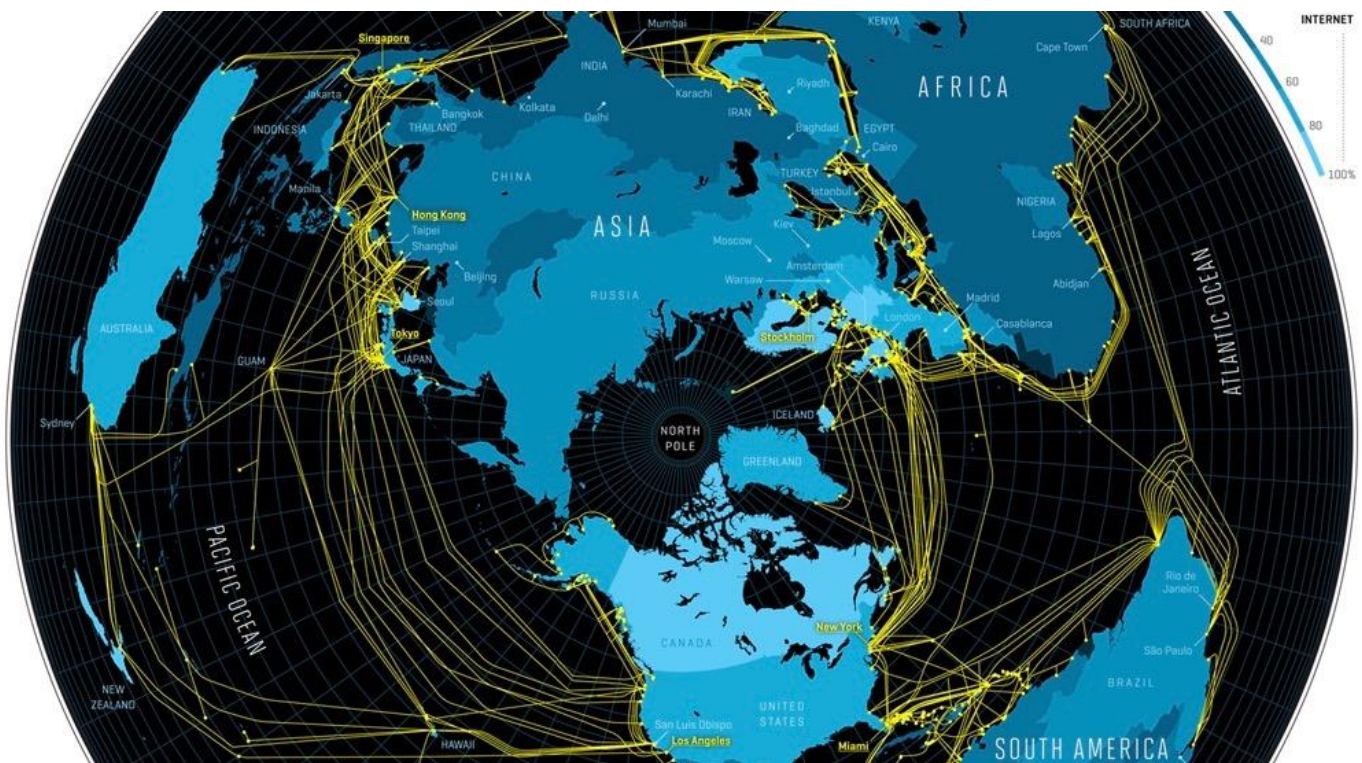 INTERNET
40
60
80
100%
Singapore
Mumbai
KENYA
SOUTH AFRICA
Cape Town
INDIA
AFRICA
Jakarta
Bangkok
Kolkata
Karachi
Riyadh
Delhi
IRAN
THAILAND
INDONESIA
Baghdad
EGYPT
Cairo
TURKEY
Istanbul
CHINA
Manila
NIGERIA
Hong Kong
ASIA
Lagos
Taipei
Kiev
Shanghai
Moscow
Beijing
Amsterdam
Warsaw
Abidjan
RUSSIA
Seoul
Madrid
ATLANTIC OCEAN
AUSTRALIA
London
Casablanca
Tokyo
Stockholm
GUAM
JAPAN
Sydney
ICELAND
NORTH
POLE
GREENLAND
PACIFIC OCEAN
Rio de
Janeiro
New York
CANADA
São Paulo
BRAZIL
NEW
ZEALAND
UNITED
STATES
San Luis Obispo
Los Angeles
HAWAII
Miami
SOUTH AMERICA